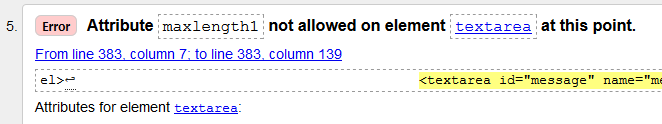 5. Error Attribute maxlength1 not allowed on element textarea at this point.
From line 383, column 7; to line 383, column 139
el>↩ <textarea id="message" name="me
Attributes for element textarea: